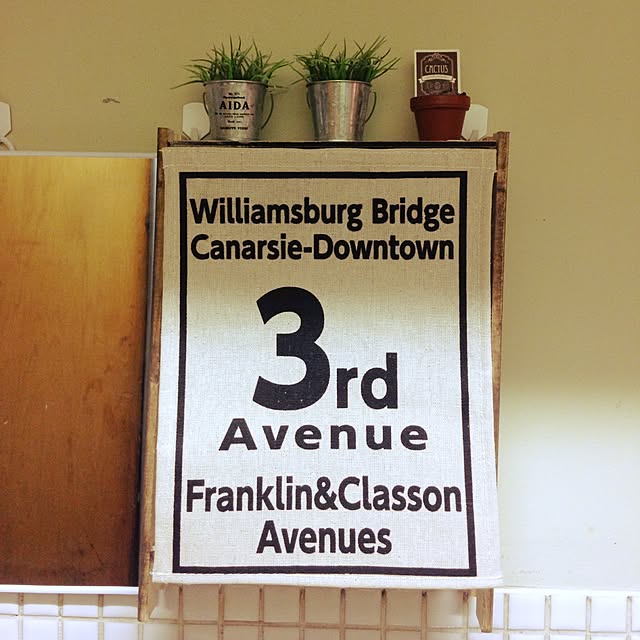 AIDA
CACTUS
Williamsburg Bridge
Canarsie-Downtown
3rd
Avenue
Franklin&Classon
Avenues